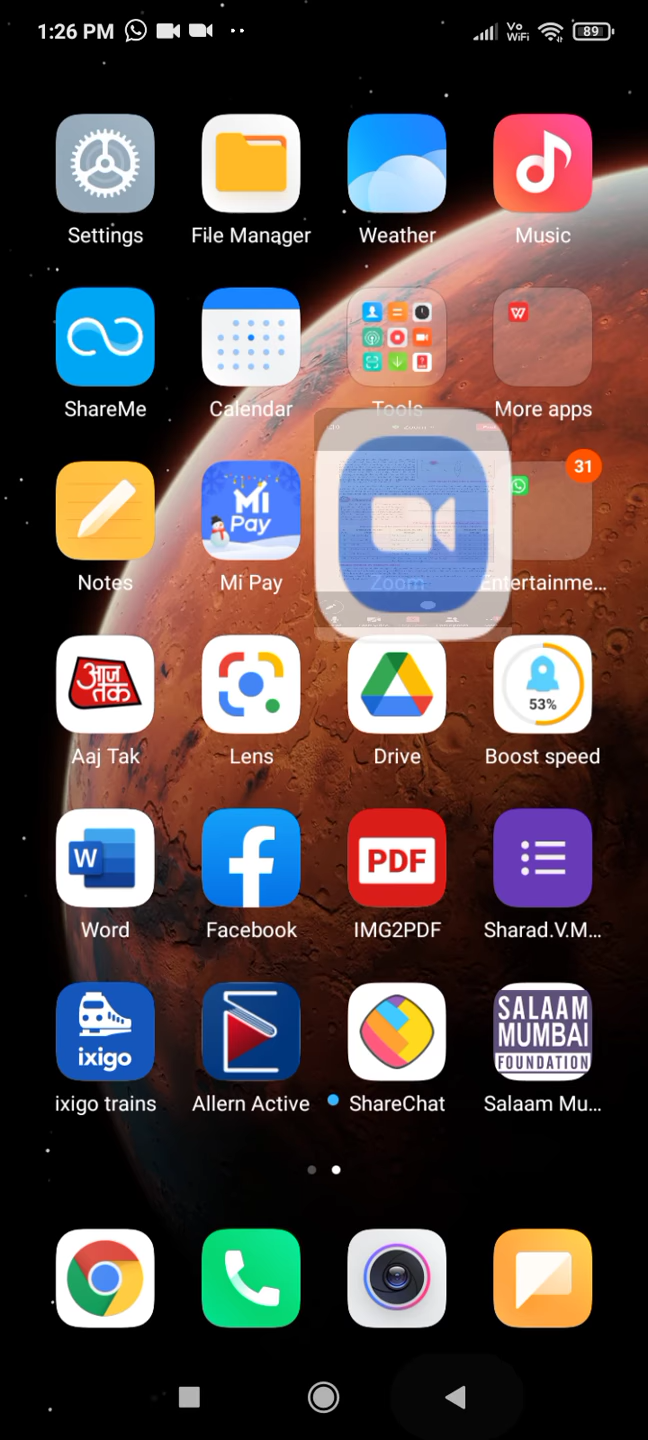 1:26 PM
Vo
WiFi
89
Settings
File Manager
Weather
Music
ShareMe
Calendar
Tools
More apps
31
Notes
Mi
Pay
Mi Pay
Zoom
Entertainme...
आज
तक
53%
Aaj Tak
Lens
Drive
Boost speed
W
PDF
Word
Facebook
IMG2PDF
Sharad.V.M...
ixigo
SALAAM
MUMBAI
FOUNDATION
ixigo trains
Allern Active
ShareChat
Salaam Mu...